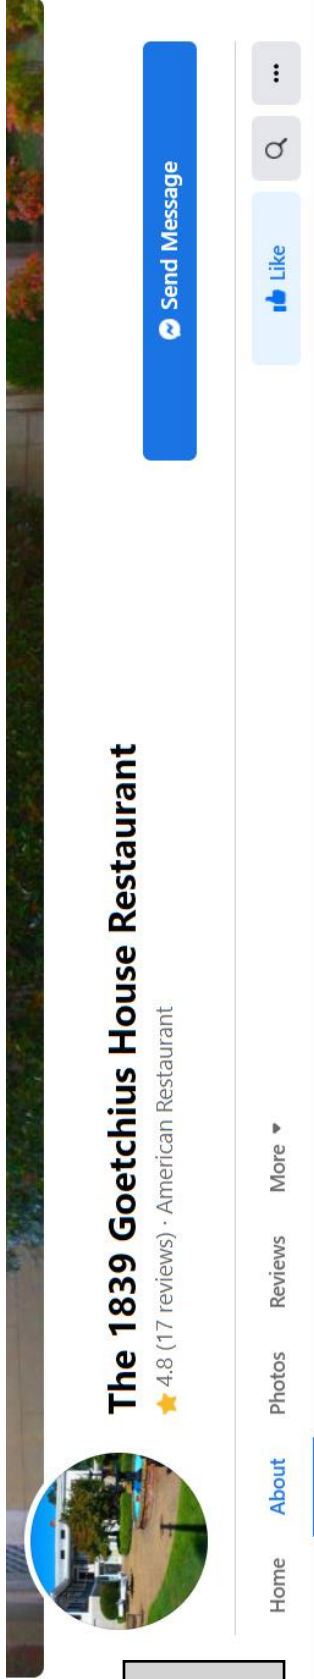 The 1839 Goetchius House Restaurant
4.8 (17 reviews) · American Restaurant
Send Message
Home About Photos Reviews More
Like